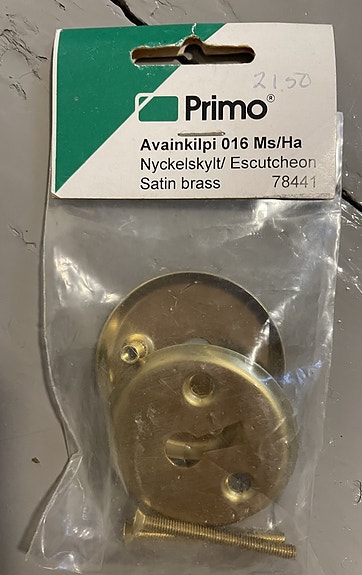 21.50
Primo®
Avainkilpi 016 Ms/Ha
Nyckelskylt/ Escutcheon
Satin brass 78441